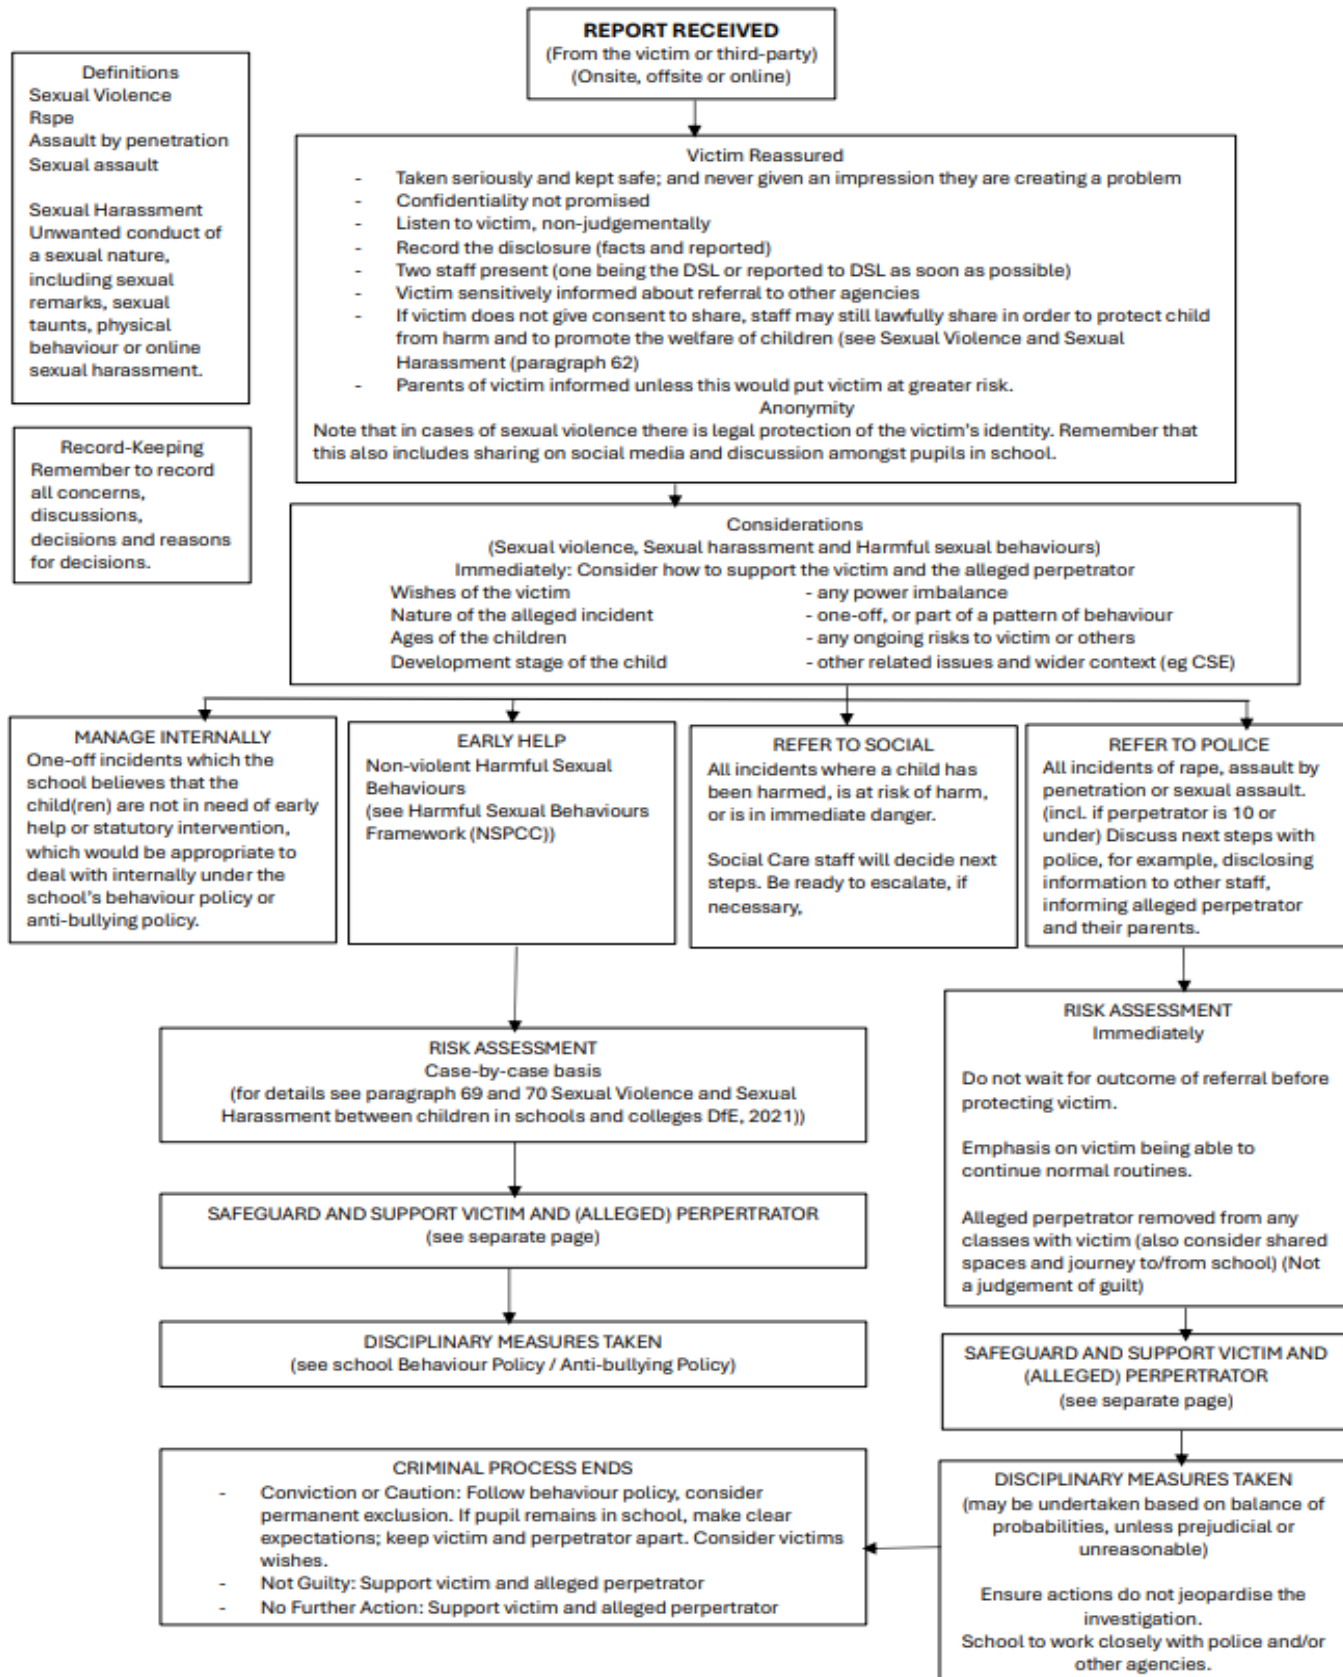 REPORT RECEIVED
(From the victim or third-party)
(Onsite, offsite or online)
Definitions
Sexual Violence
Rspe
Assault by penetration
Sexual assault
Sexual Harassment
Unwanted conduct of
a sexual nature,
including sexual
remarks, sexual
taunts, physical
behaviour or online
sexual harassment.
Record-Keeping
Remember to record
all concerns,
discussions,
decisions and reasons
for decisions.
Victim Reassured
- Taken seriously and kept safe; and never given an impression they are creating a problem
- Confidentiality not promised
- Listen to victim, non-judgementally
- Record the disclosure (facts and reported)
- Two staff present (one being the DSL or reported to DSL as soon as possible)
- Victim sensitively informed about referral to other agencies
- If victim does not give consent to share, staff may still lawfully share in order to protect child
from harm and to promote the welfare of children (see Sexual Violence and Sexual
Harassment (paragraph 62)
- Parents of victim informed unless this would put victim at greater risk.
Anonymity
Note that in cases of sexual violence there is legal protection of the victim's identity. Remember that
this also includes sharing on social media and discussion amongst pupils in school.
Considerations
(Sexual violence, Sexual harassment and Harmful sexual behaviours)
Immediately: Consider how to support the victim and the alleged perpetrator
Wishes of the victim - any power imbalance
Nature of the alleged incident - one-off, or part of a pattern of behaviour
Ages of the children - any ongoing risks to victim or others
Development stage of the child - other related issues and wider context (eg CSE)
MANAGE INTERNALLY
One-off incidents which the
school believes that the
child(ren) are not in need of early
help or statutory intervention,
which would be appropriate to
deal with internally under the
school's behaviour policy or
anti-bullying policy.
EARLY HELP
Non-violent Harmful Sexual
Behaviours
(see Harmful Sexual Behaviours
Framework (NSPCC))
REFER TO SOCIAL
All incidents where a child has
been harmed, is at risk of harm,
or is in immediate danger.
Social Care staff will decide next
steps. Be ready to escalate, if
necessary,
REFER TO POLICE
All incidents of rape, assault by
penetration or sexual assault.
(incl. if perpetrator is 10 or
under) Discuss next steps with
police, for example, disclosing
information to other staff,
informing alleged perpetrator
and their parents.
RISK ASSESSMENT
Case-by-case basis
(for details see paragraph 69 and 70 Sexual Violence and Sexual
Harassment between children in schools and colleges DfE, 2021))
SAFEGUARD AND SUPPORT VICTIM AND (ALLEGED) PERPERTRATOR
(see separate page)
DISCIPLINARY MEASURES TAKEN
(see school Behaviour Policy / Anti-bullying Policy)
RISK ASSESSMENT
Immediately
Do not wait for outcome of referral before
protecting victim.
Emphasis on victim being able to
continue normal routines.
Alleged perpetrator removed from any
classes with victim (also consider shared
spaces and journey to/from school) (Not
a judgement of guilt)
SAFEGUARD AND SUPPORT VICTIM AND
(ALLEGED) PERPERTRATOR
(see separate page)
DISCIPLINARY MEASURES TAKEN
(may be undertaken based on balance of
probabilities, unless prejudicial or
unreasonable)
Ensure actions do not jeopardise the
investigation.
School to work closely with police and/or
other agencies.
CRIMINAL PROCESS ENDS
- Conviction or Caution: Follow behaviour policy, consider
permanent exclusion. If pupil remains in school, make clear
expectations; keep victim and perpetrator apart. Consider victims
wishes.
- Not Guilty: Support victim and alleged perpetrator
- No Further Action: Support victim and alleged perpertrator